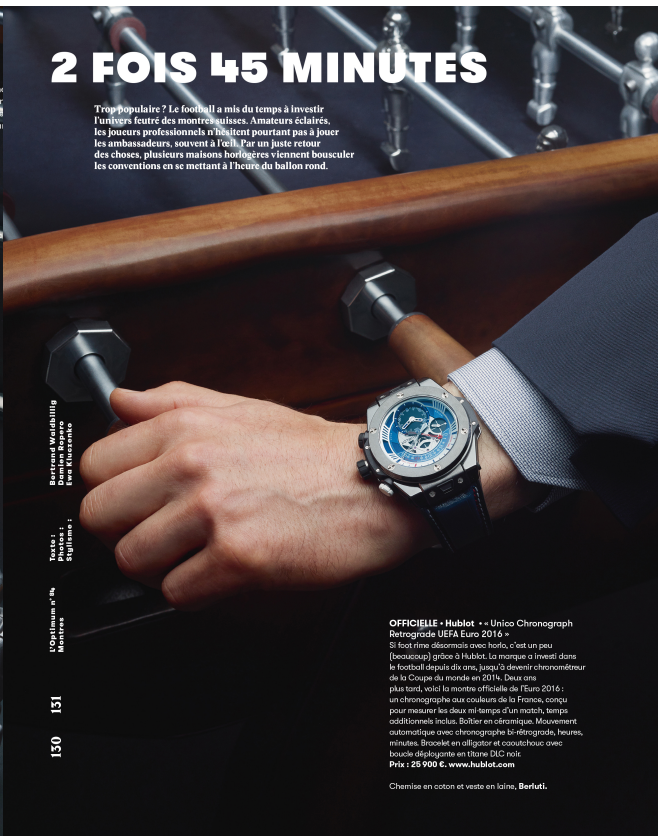 2 FOIS 45 MINUTES
Trop populaire ? Le football a mis du temps à investir
l'univers feutré des montres suisses. Amateurs éclairés,
les joueurs professionnels n'hésitent pourtant pas à jouer
les ambassadeurs, souvent à l'œil. Par un juste retour
des choses, plusieurs maisons horlogères viennent bousculer
les conventions en se mettant à l'heure du ballon rond.
Texte : Bertrand Waldbillig
Photos : Damien Ropero
Stylisme : Ewa Kluczenko
L'Optimum n° 84
Montres
130 131
OFFICIELLE • Hublot • « Unico Chronograph
Retrograde UEFA Euro 2016 »
Si foot rime désormais avec horlo, c'est un peu
(beaucoup) grâce à Hublot. La marque a investi dans
le football depuis dix ans, jusqu'à devenir chronométreur
de la Coupe du monde en 2014. Deux ans
plus tard, voici la montre officielle de l'Euro 2016 :
un chronographe aux couleurs de la France, conçu
pour mesurer les deux mi-temps d'un match, temps
additionnels inclus. Boîtier en céramique. Mouvement
automatique avec chronographe bi-rétrograde, heures,
minutes. Bracelet en alligator et caoutchouc avec
boucle déployante en titane DLC noir.
Prix : 25 900 €. www.hublot.com
Chemise en coton et veste en laine, Berluti.